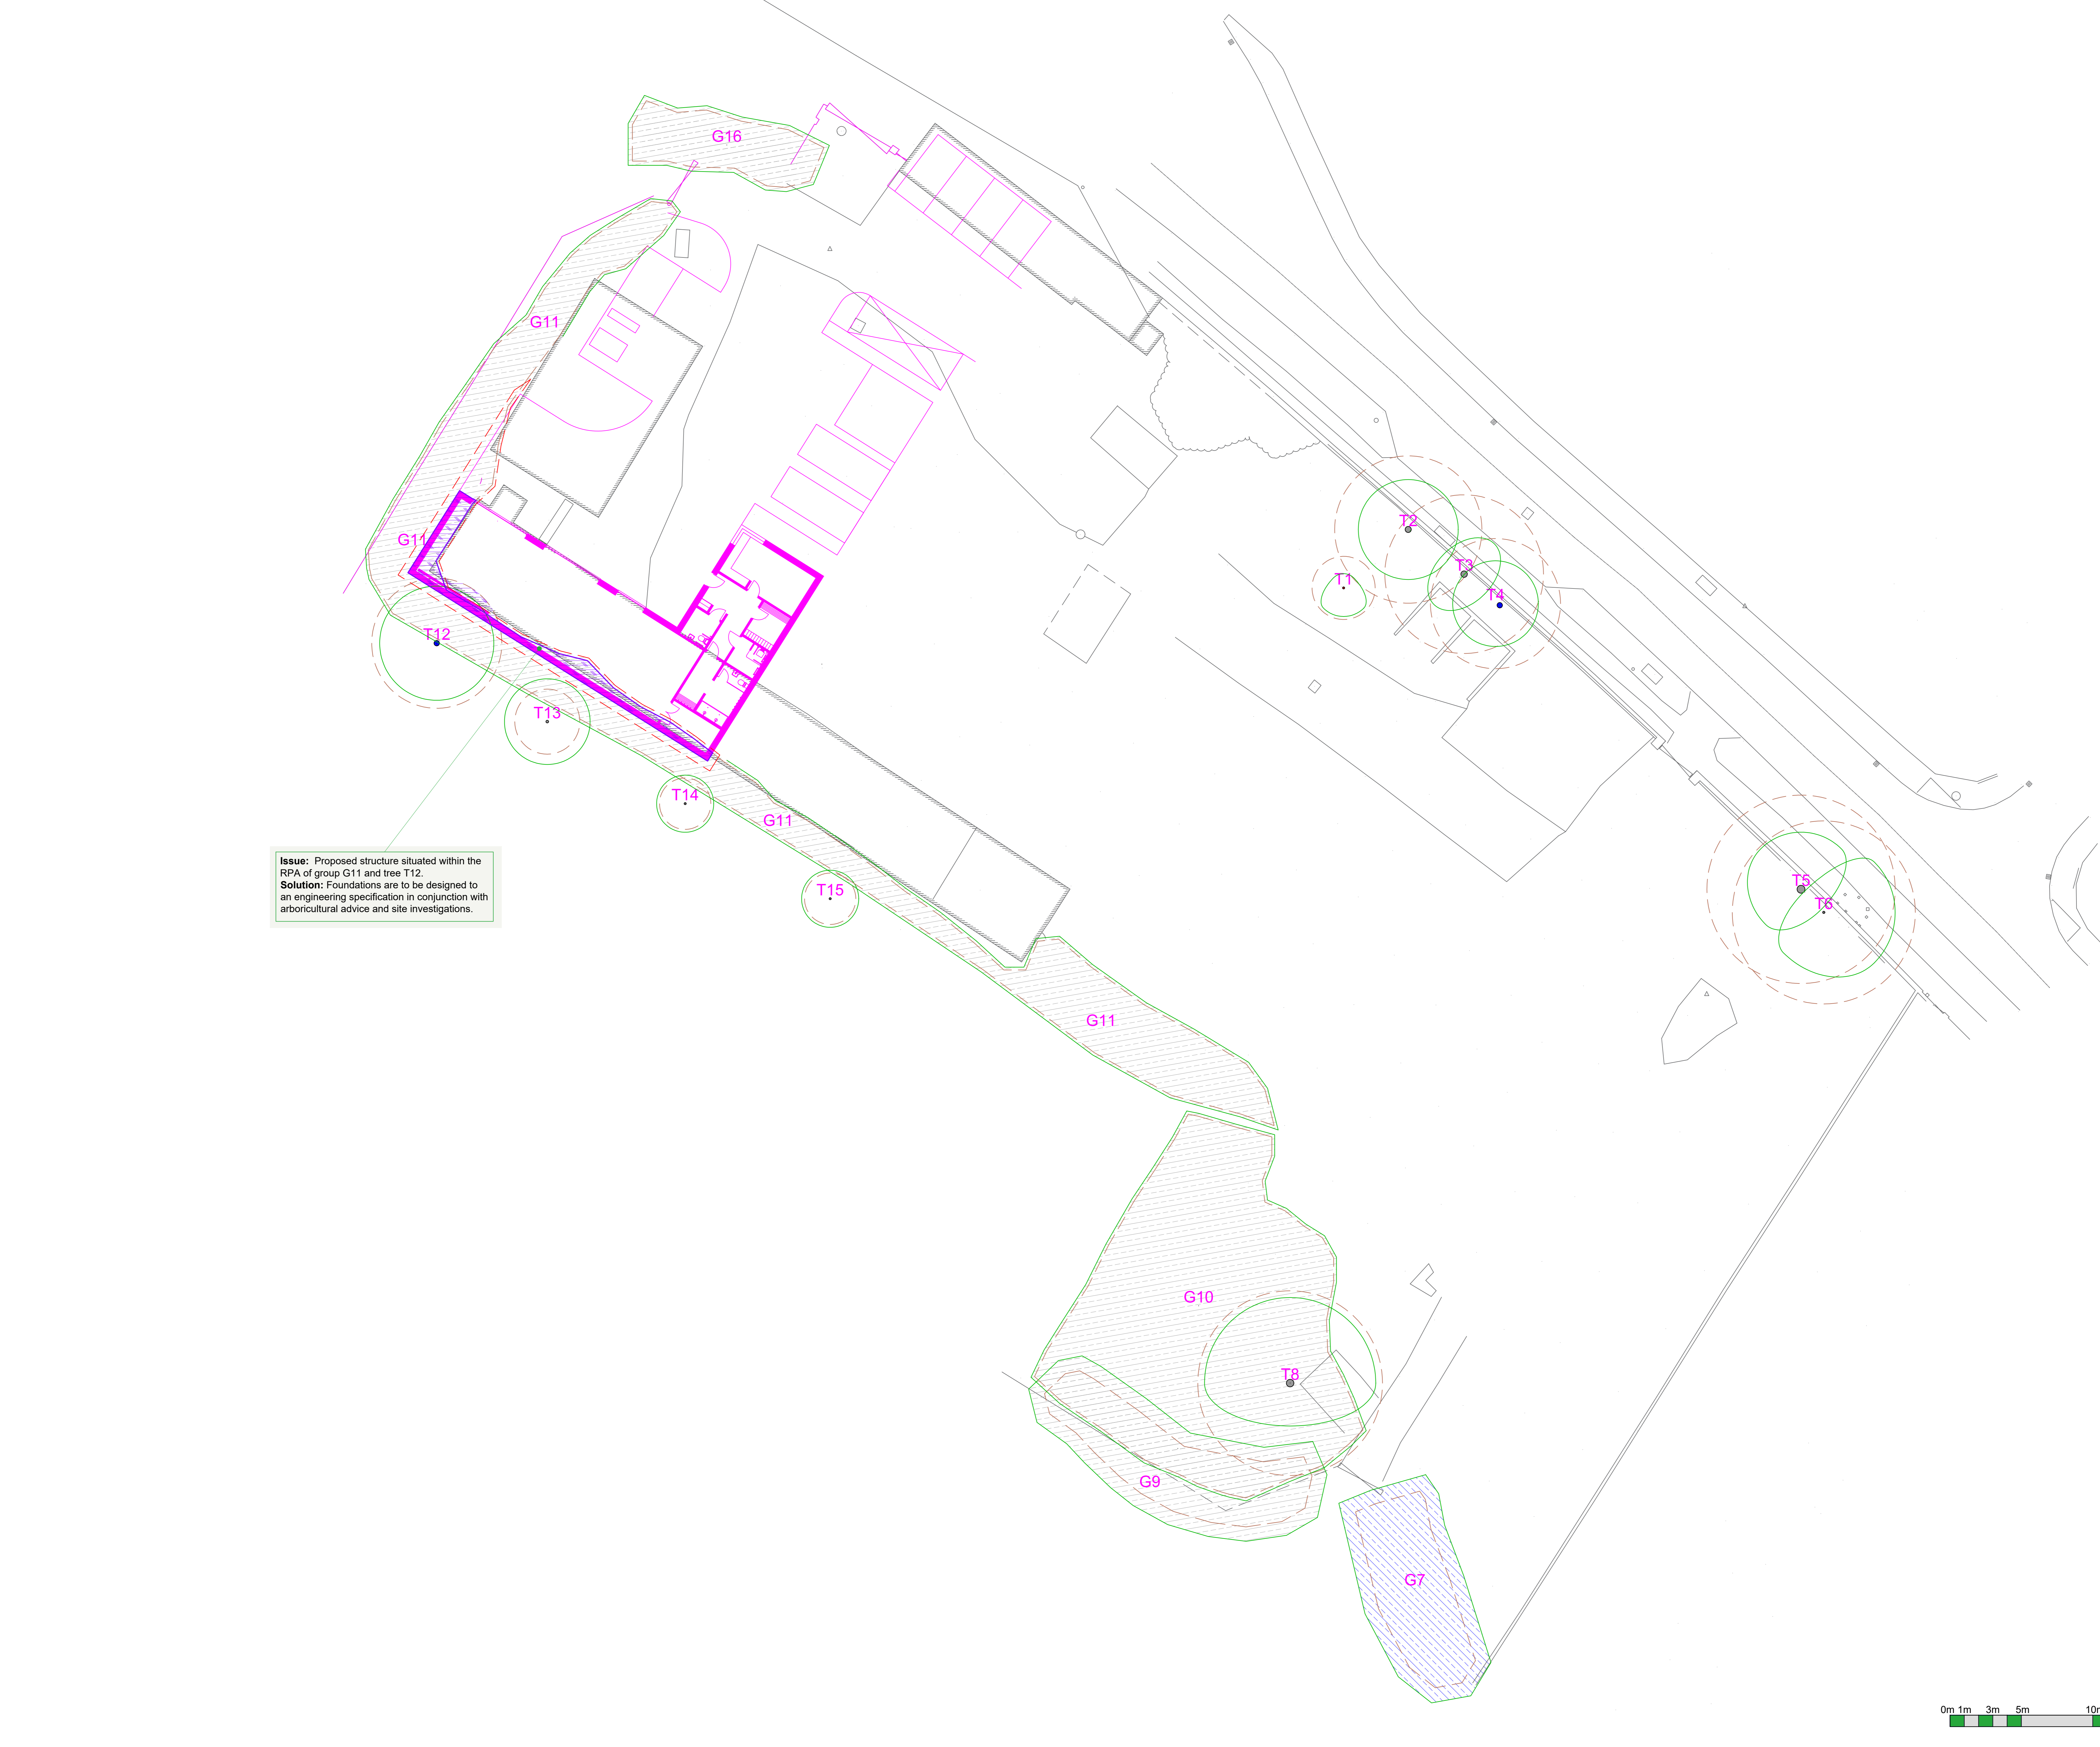 G16
G11
T2
G11
T3
T1
T4
T12
T13
T14
G11
Issue: Proposed structure situated within the
RPA of group G11 and tree T12.
Solution: Foundations are to be designed to
an engineering specification in conjunction with
arboricultural advice and site investigations.
T15
T5
T6
G11
G10
T8
G9
G7
0m 1m 3m 5m